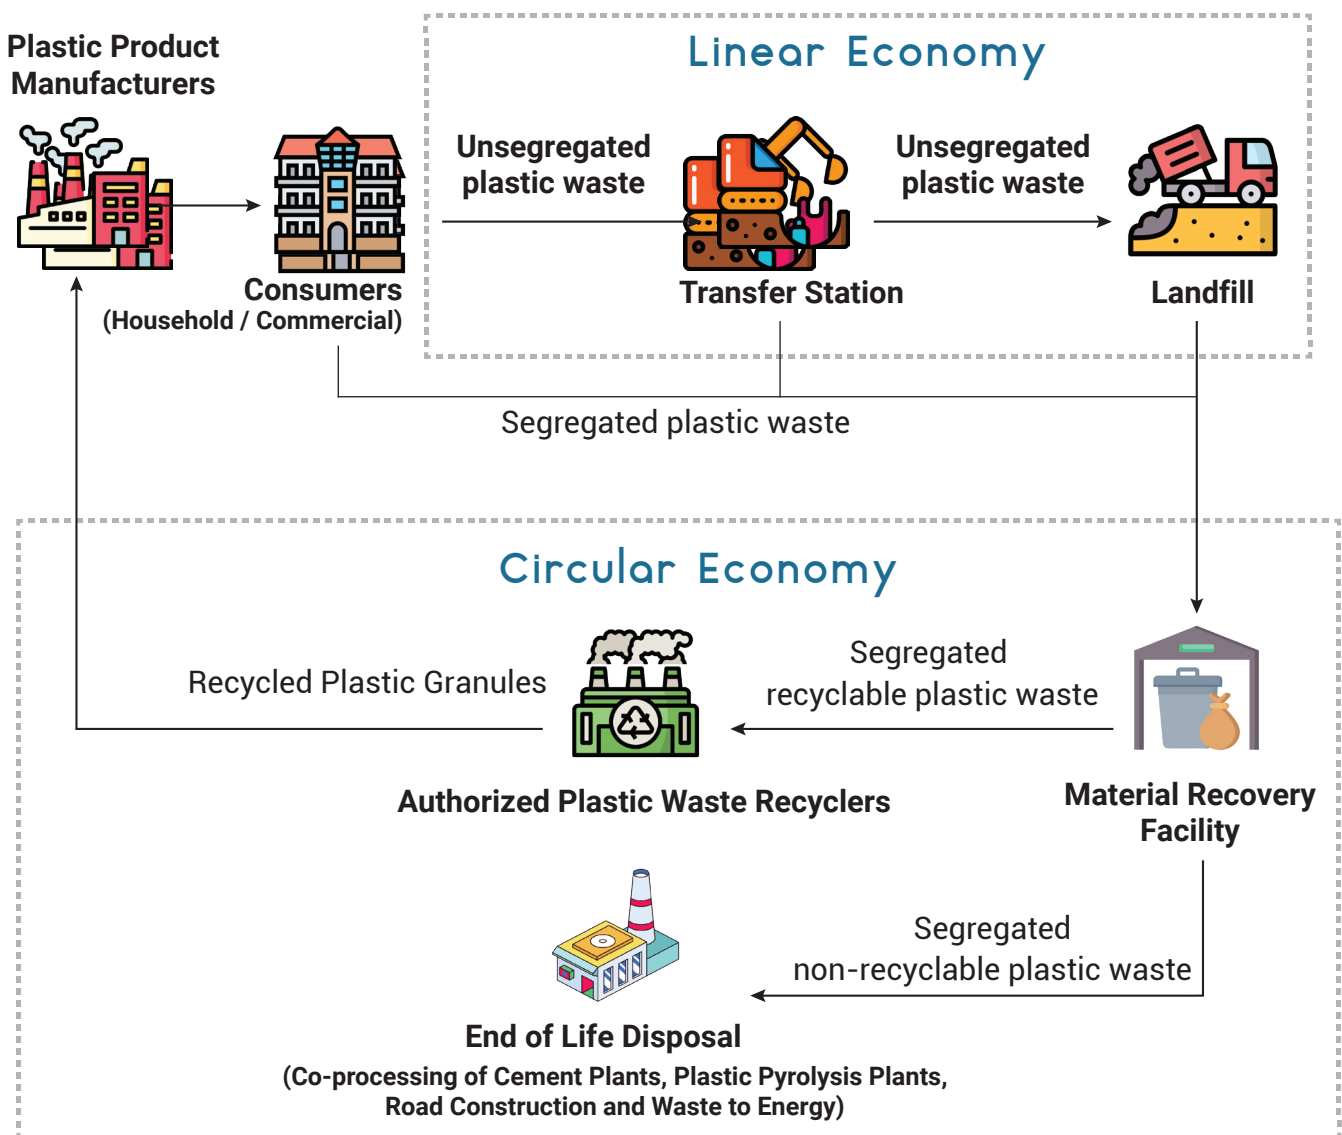 Linear Economy
Plastic Product
Manufacturers
Unsegregated
plastic waste
Unsegregated
plastic waste
Consumers
(Household / Commercial)
Transfer Station
Landfill
Segregated plastic waste
Circular Economy
Recycled Plastic Granules
Segregated
recyclable plastic waste
Authorized Plastic Waste Recyclers
Material Recovery
Facility
Segregated
non-recyclable plastic waste
End of Life Disposal
(Co-processing of Cement Plants, Plastic Pyrolysis Plants,
Road Construction and Waste to Energy)